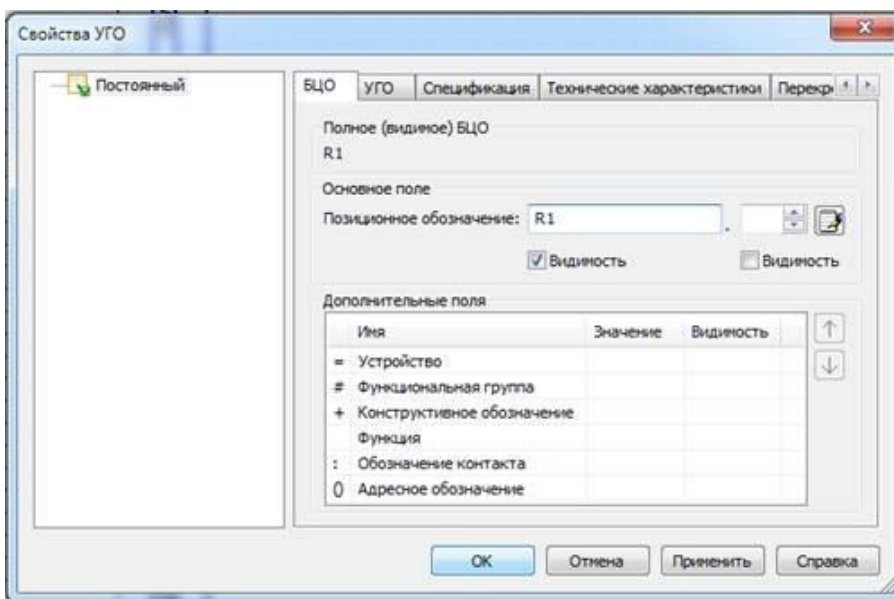 Свойства УГО
Постоянный
БЦО УГО Спецификация Технические характеристики Перекр
Полное (видимое) БЦО
R1
Основное поле
Позиционное обозначение: R1 .
Видимость Видимость
Дополнительные поля
Имя Значение Видимость
= Устройство
# Функциональная группа
+ Конструктивное обозначение
Функция
: Обозначение контакта
() Адресное обозначение
OK Отмена Применить Справка